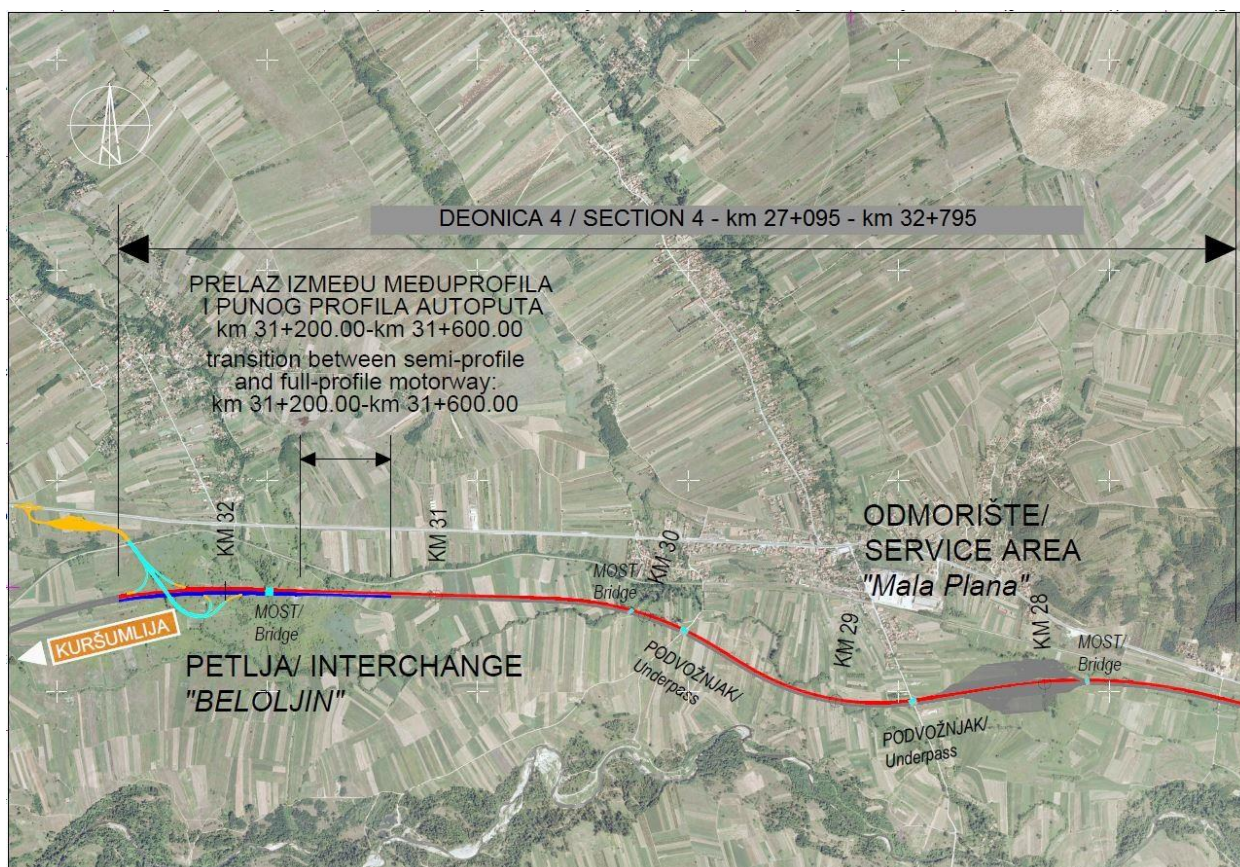 DEONICA 4 / SECTION 4 - km 27+095 - km 32+795
PRELAZ IZMEĐU MEĐUPROFILA
I PUNOG PROFILA AUTOPUTA
km 31+200.00-km 31+600.00
transition between semi-profile
and full-profile motorway:
km 31+200.00-km 31+600.00
KM 32
KM 31
KM 30
KM 29
KM 28
ODMORIŠTE/
SERVICE AREA
"Mala Plana"
MOST/
Bridge
MOST/
Bridge
MOST/
Bridge
KURŠUMLIJA
PETLJA/ INTERCHANGE
"BELOLJIN"
PODVOŽNJAK/
Underpass
PODVOŽNJAK/
Underpass